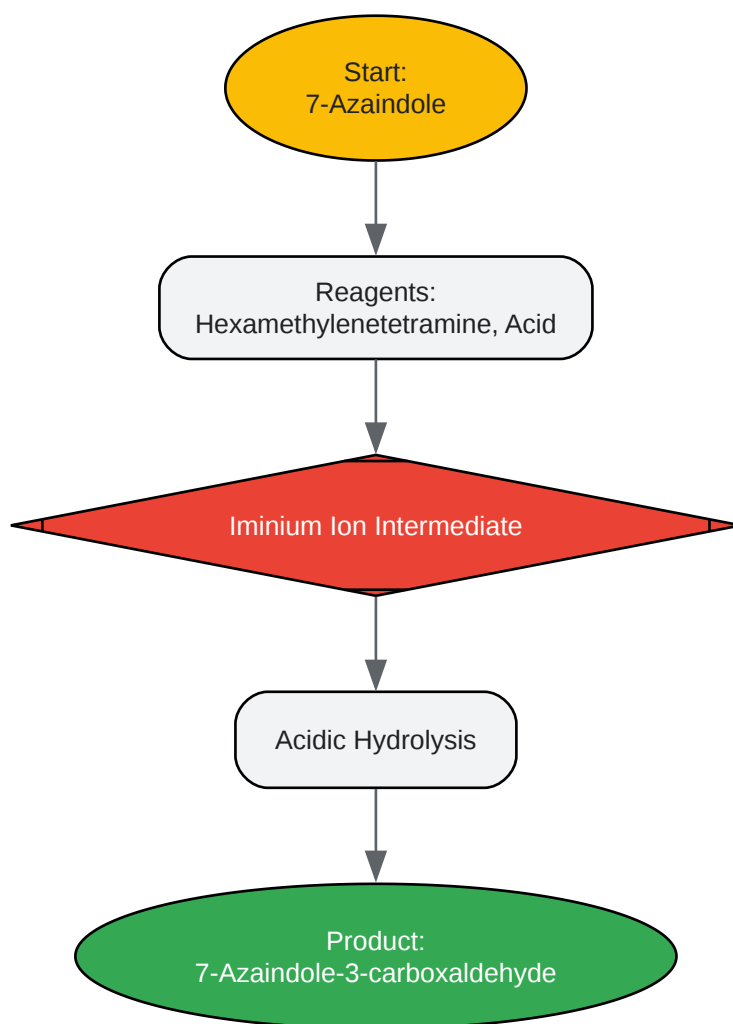 Start:
7-Azaindole
Reagents:
Hexamethylenetetramine, Acid
Iminium Ion Intermediate
Acidic Hydrolysis
Product:
7-Azaindole-3-carboxaldehyde